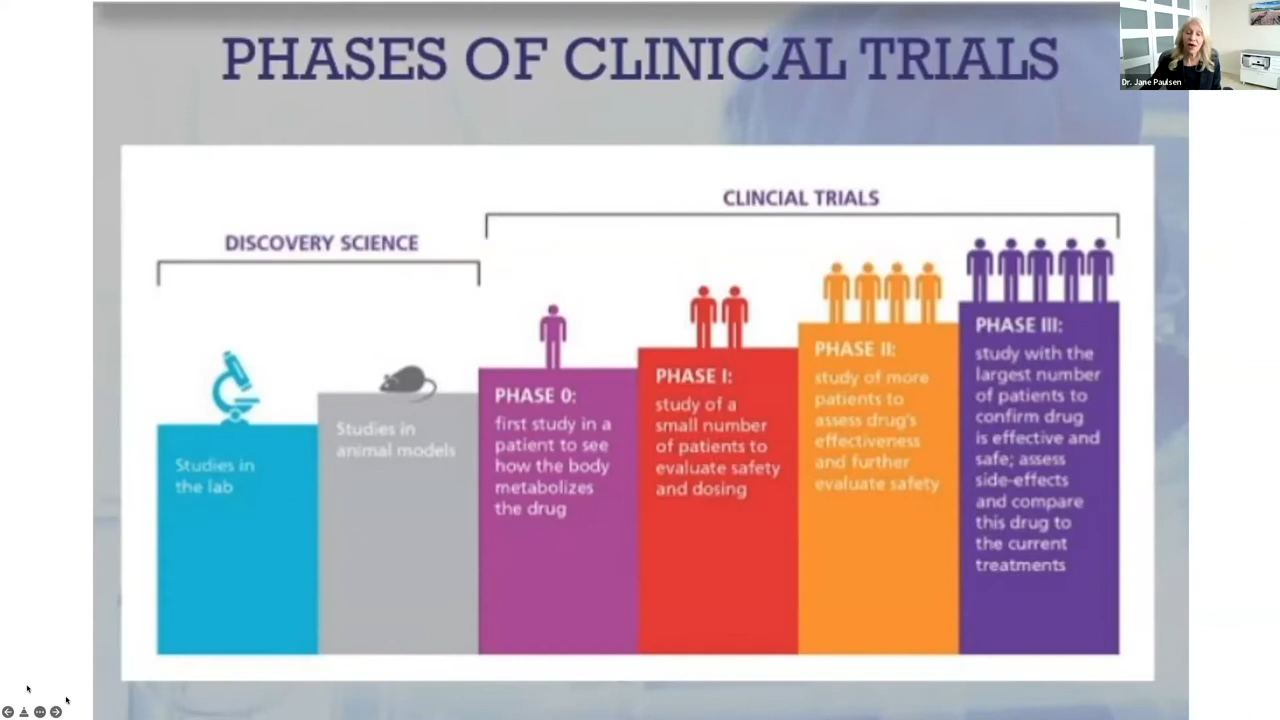 PHASES OF CLINICAL TRIALS
Dr. Jane Paulsen
CLINCIAL TRIALS
DISCOVERY SCIENCE
Studies in
the lab
Studies in
animal models
PHASE 0:
first study in a
patient to see
how the body
metabolizes
the drug
PHASE I:
study of a
small number
of patients to
evaluate safety
and dosing
PHASE II:
study of more
patients to
assess drug's
effectiveness
and further
evaluate safety
PHASE III:
study with the
largest number
of patients to
confirm drug
is effective and
safe; assess
side-effects
and compare
this drug to
the current
treatments